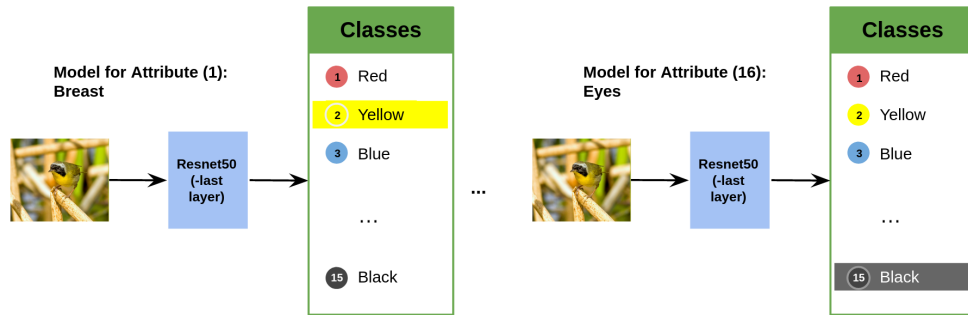 Model for Attribute (1):
Breast
Resnet50
(-last
layer)
Classes
1 Red
2 Yellow
3 Blue
...
15 Black
...
Model for Attribute (16):
Eyes
Resnet50
(-last
layer)
Classes
1 Red
2 Yellow
3 Blue
...
15 Black